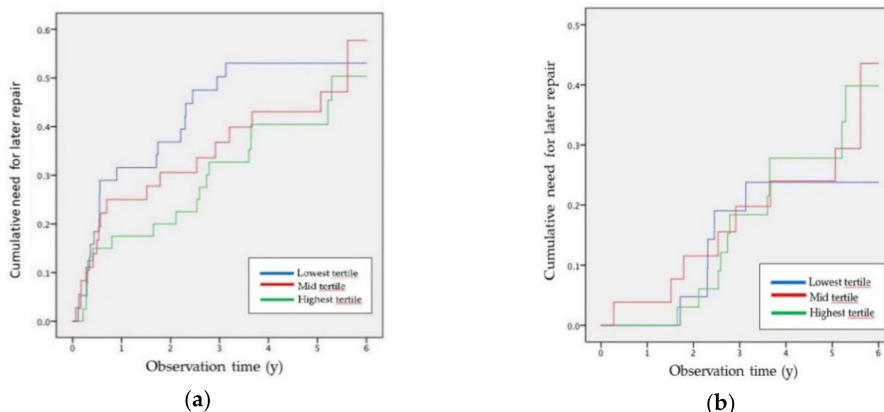 Cumulative need for later repair
0.6
0.5
0.4
0.3
0.2
0.1
0.0
Lowest tertile
Mid tertile
Highest tertile
0 1 2 3 4 5 6
Observation time (y)
(a)
Cumulative need for later repair
0.5
0.4
0.3
0.2
0.1
0.0
Lowest tertile
Mid tertile
Highest tertile
0 1 2 3 4 5 6
Observation time (y)
(b)